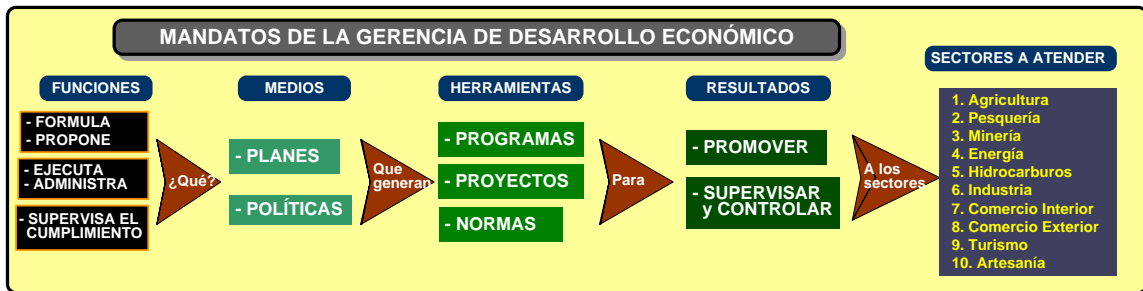 MANDATOS DE LA GERENCIA DE DESARROLLO ECONÓMICO
FUNCIONES
- FORMULA
- PROPONE
- EJECUTA
- ADMINISTRA
- SUPERVISA EL
CUMPLIMIENTO
¿Qué?
MEDIOS
- PLANES
- POLÍTICAS
Que
generan
HERRAMIENTAS
- PROGRAMAS
- PROYECTOS
- NORMAS
Para
RESULTADOS
- PROMOVER
- SUPERVISAR
y CONTROLAR
A los
sectores
SECTORES A ATENDER
1. Agricultura
2. Pesquería
3. Minería
4. Energía
5. Hidrocarburos
6. Industria
7. Comercio Interior
8. Comercio Exterior
9. Turismo
10. Artesanía